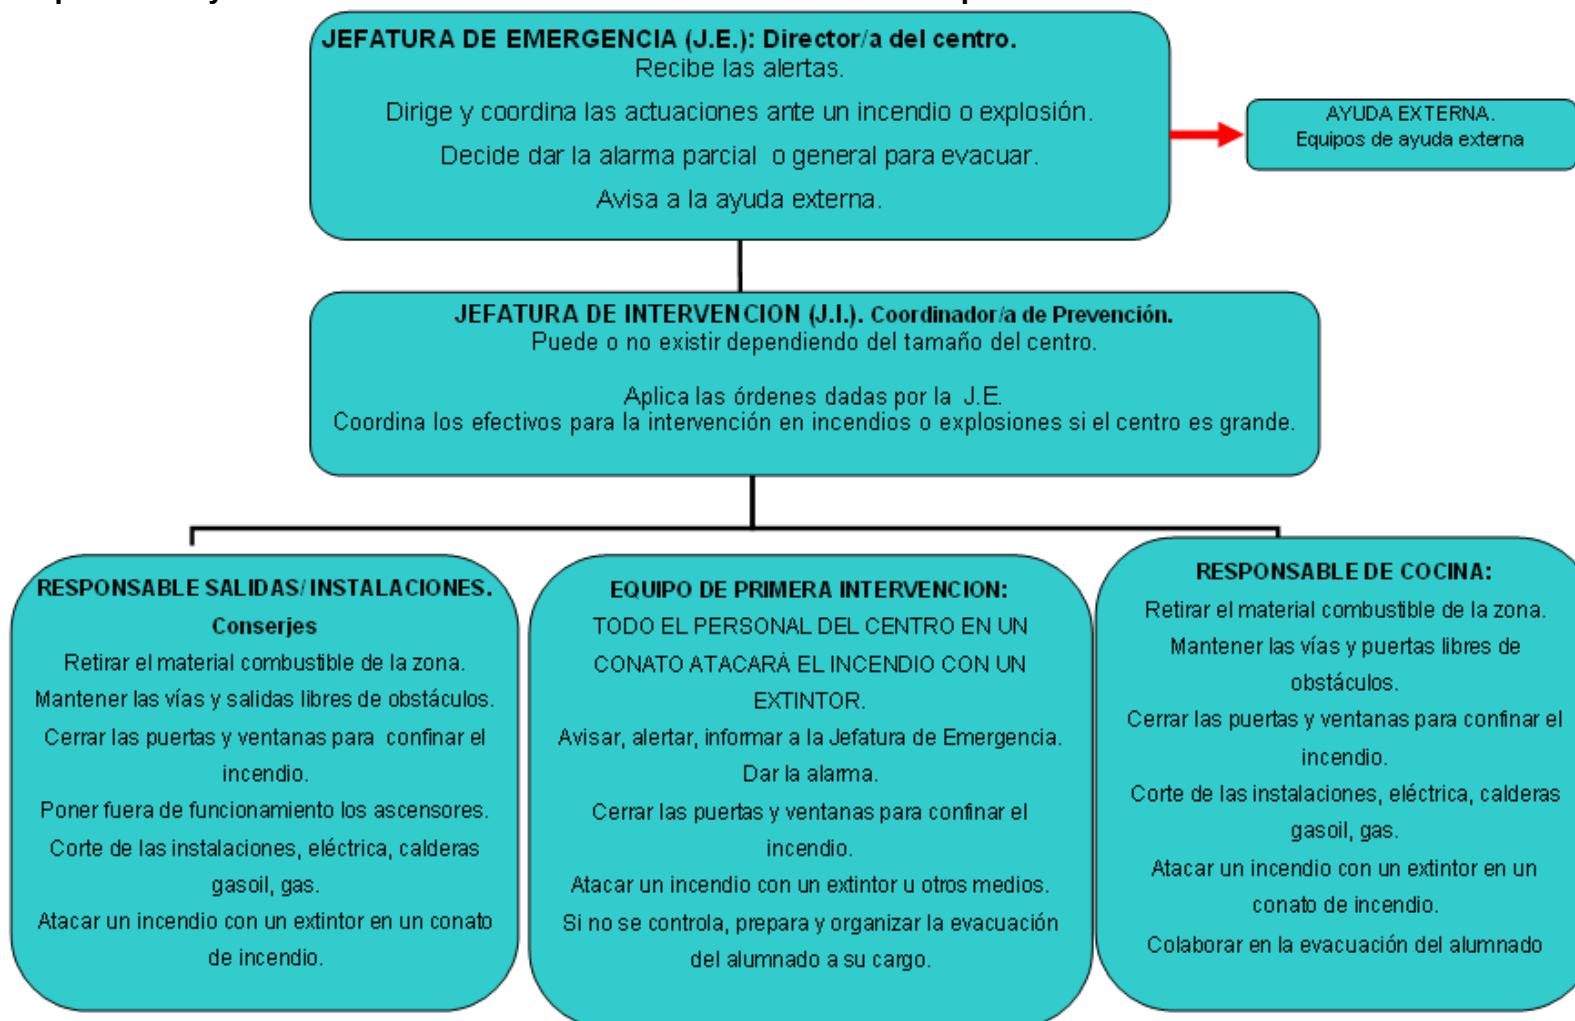 JEFATURA DE EMERGENCIA (J.E.): Director/a del centro.
Recibe las alertas.
Dirige y coordina las actuaciones ante un incendio o explosión.
Decide dar la alarma parcial o general para evacuar.
Avisa a la ayuda externa.
AYUDA EXTERNA.
Equipos de ayuda externa
JEFATURA DE INTERVENCION (J.I.). Coordinador/a de Prevención.
Puede o no existir dependiendo del tamaño del centro.
Aplica las órdenes dadas por la J.E.
Coordina los efectivos para la intervención en incendios o explosiones si el centro es grande.
RESPONSABLE SALIDAS/ INSTALACIONES.
Conserjes
Retirar el material combustible de la zona.
Mantener las vías y salidas libres de obstáculos.
Cerrar las puertas y ventanas para confinar el
incendio.
Poner fuera de funcionamiento los ascensores.
Corte de las instalaciones, eléctrica, calderas
gasoil, gas.
Atacar un incendio con un extintor en un conato
de incendio.
EQUIPO DE PRIMERA INTERVENCION:
TODO EL PERSONAL DEL CENTRO EN UN
CONATO ATACARÁ EL INCENDIO CON UN
EXTINTOR.
Avisar, alertar, informar a la Jefatura de Emergencia.
Dar la alarma.
Cerrar las puertas y ventanas para confinar el
incendio.
Atacar un incendio con un extintor u otros medios.
Si no se controla, prepara y organizar la evacuación
del alumnado a su cargo.
RESPONSABLE DE COCINA:
Retirar el material combustible de la zona.
Mantener las vías y puertas libres de
obstáculos.
Cerrar las puertas y ventanas para confinar el
incendio.
Corte de las instalaciones, eléctrica, calderas
gasoil, gas.
Atacar un incendio con un extintor en un
conato de incendio.
Colaborar en la evacuación del alumnado